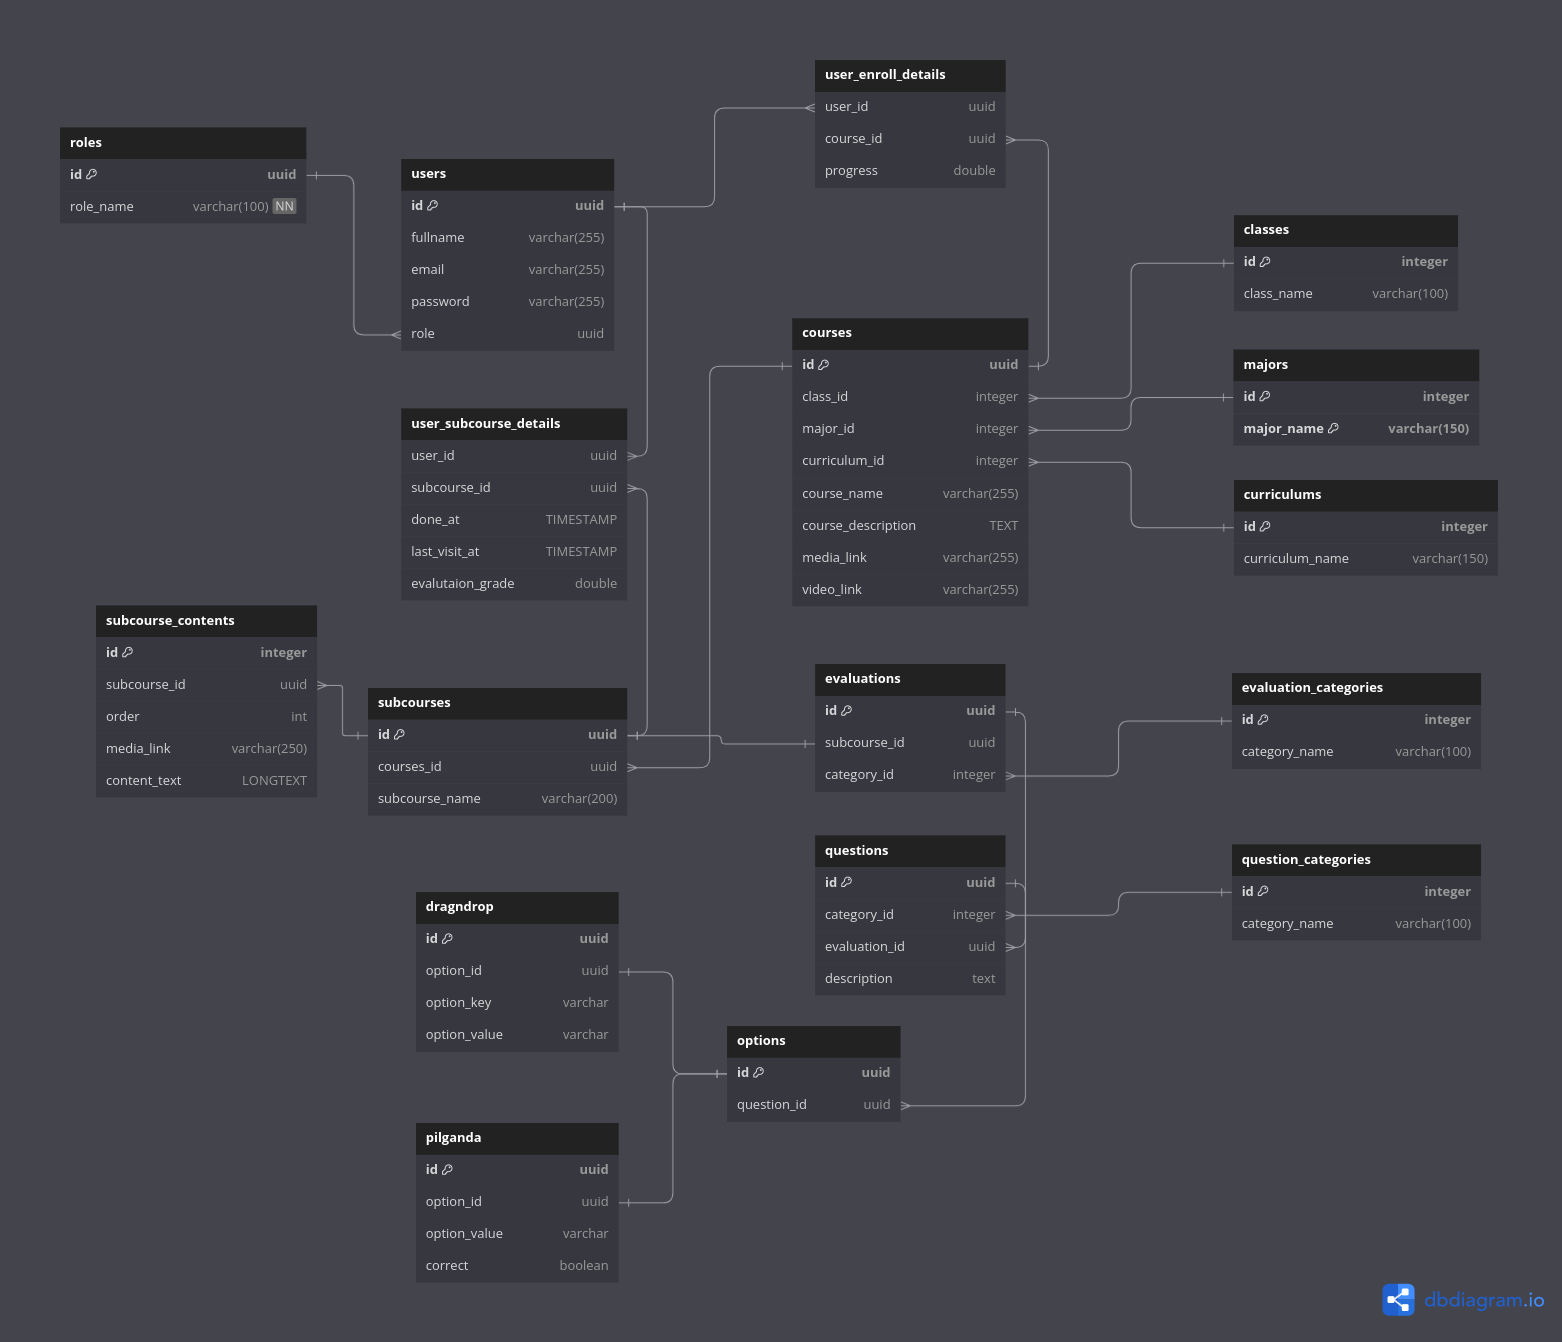 roles
id uuid
role_name varchar(100) NN
users
id uuid
fullname varchar(255)
email varchar(255)
password varchar(255)
role uuid
user_enroll_details
user_id uuid
course_id uuid
progress double
classes
id integer
class_name varchar(100)
courses
id uuid
class_id integer
major_id integer
curriculum_id integer
course_name varchar(255)
course_description TEXT
media_link varchar(255)
video_link varchar(255)
majors
id integer
major_name varchar(150)
user_subcourse_details
user_id uuid
subcourse_id uuid
done_at TIMESTAMP
last_visit_at TIMESTAMP
evalutaion_grade double
curriculums
id integer
curriculum_name varchar(150)
subcourse_contents
id integer
subcourse_id uuid
order int
media_link varchar(250)
content_text LONGTEXT
subcourses
id uuid
courses_id uuid
subcourse_name varchar(200)
evaluations
id uuid
subcourse_id uuid
category_id integer
evaluation_categories
id integer
category_name varchar(100)
questions
id uuid
category_id integer
evaluation_id uuid
description text
question_categories
id integer
category_name varchar(100)
dragndrop
id uuid
option_id uuid
option_key varchar
option_value varchar
options
id uuid
question_id uuid
pilganda
id uuid
option_id uuid
option_value varchar
correct boolean
dbdiagram.io